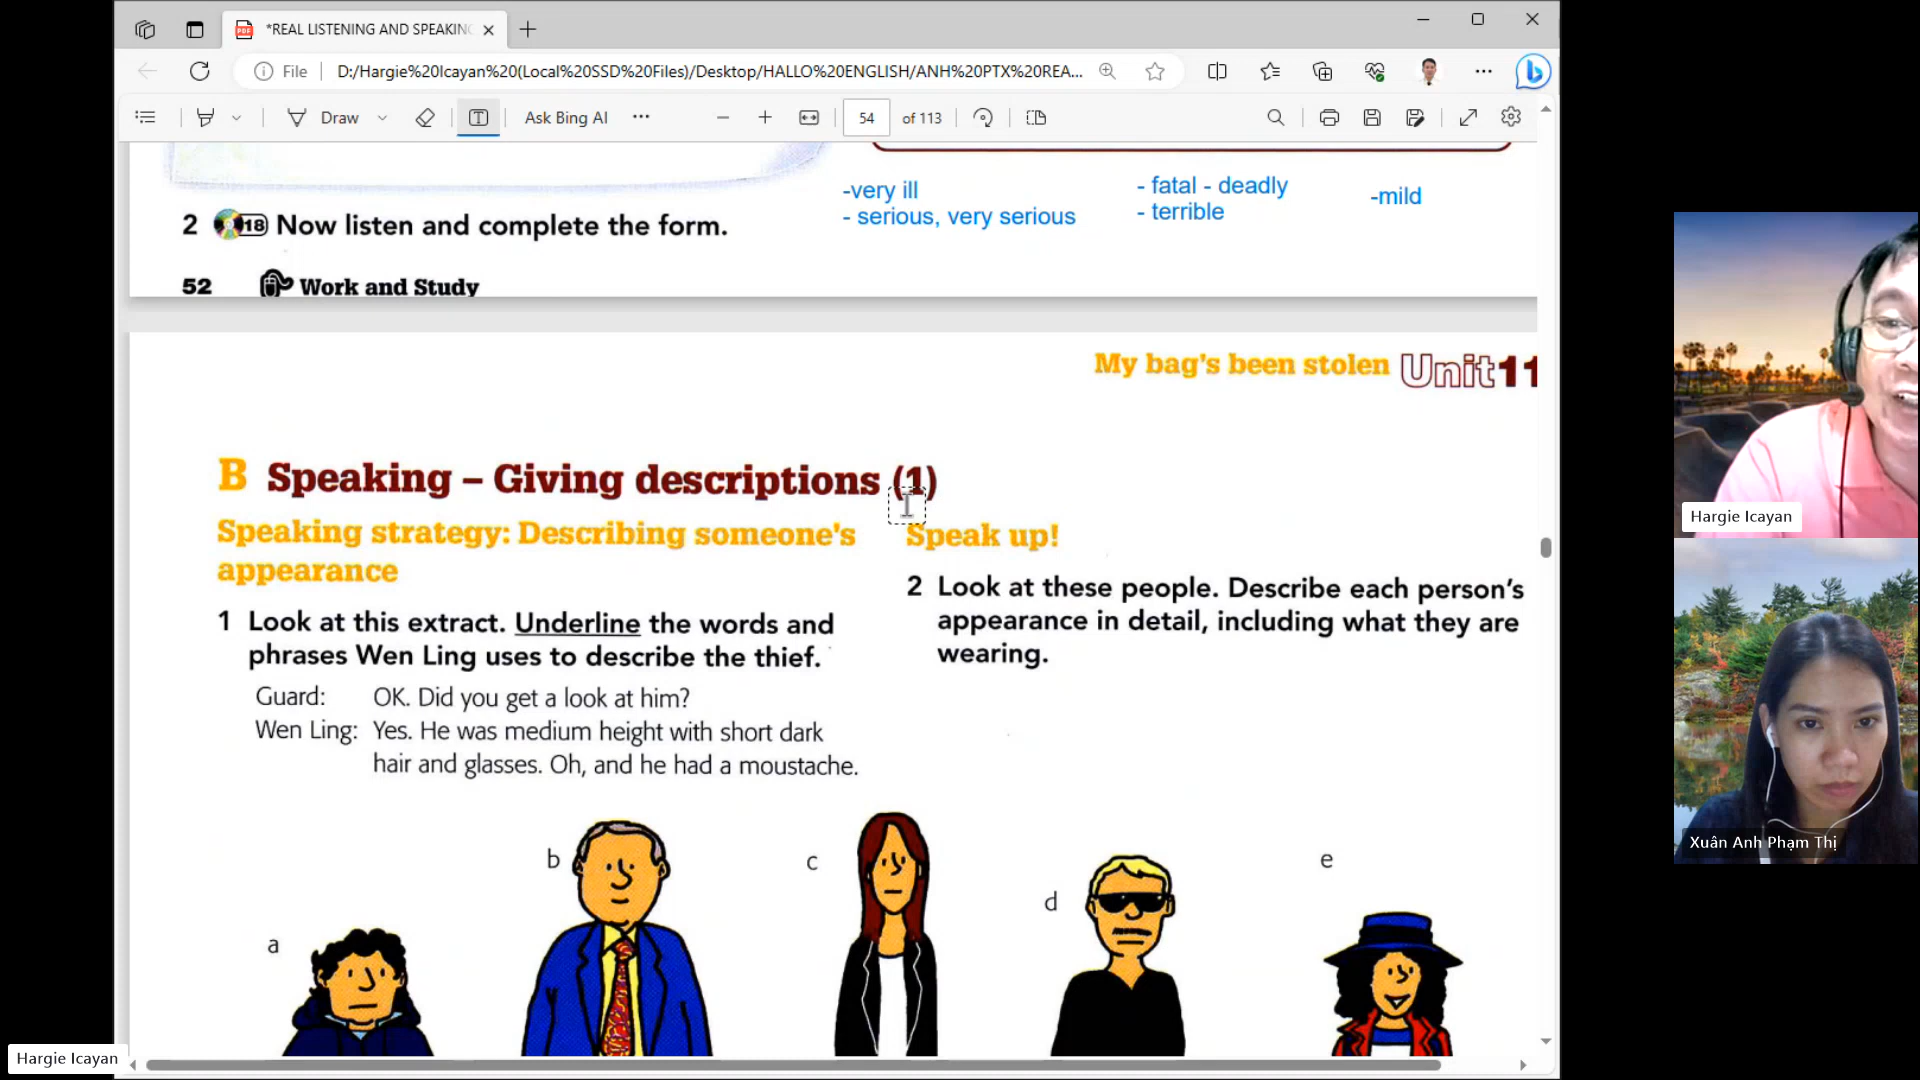 *REAL LISTENING AND SPEAKING
File
D:/Hargie%20Icayan%20(Local%20SSD%20Files)/Desktop/HALLO%20ENGLISH/ANH%20PTX%20REA...
Draw
Ask Bing AI
54
of 113
-very ill
- serious, very serious
- fatal - deadly
- terrible
-mild
2 18 Now listen and complete the form.
52 Work and Study
My bag's been stolen Unit11
B Speaking – Giving descriptions (1)
Speaking strategy: Describing someone's
appearance
1 Look at this extract. Underline the words and
phrases Wen Ling uses to describe the thief.
Guard: OK. Did you get a look at him?
Wen Ling: Yes. He was medium height with short dark
hair and glasses. Oh, and he had a moustache.
Speak up!
2 Look at these people. Describe each person's
appearance in detail, including what they are
wearing.
a
b
c
d
e
Hargie Icayan
Xuân Anh Phạm Thị
Hargie Icayan